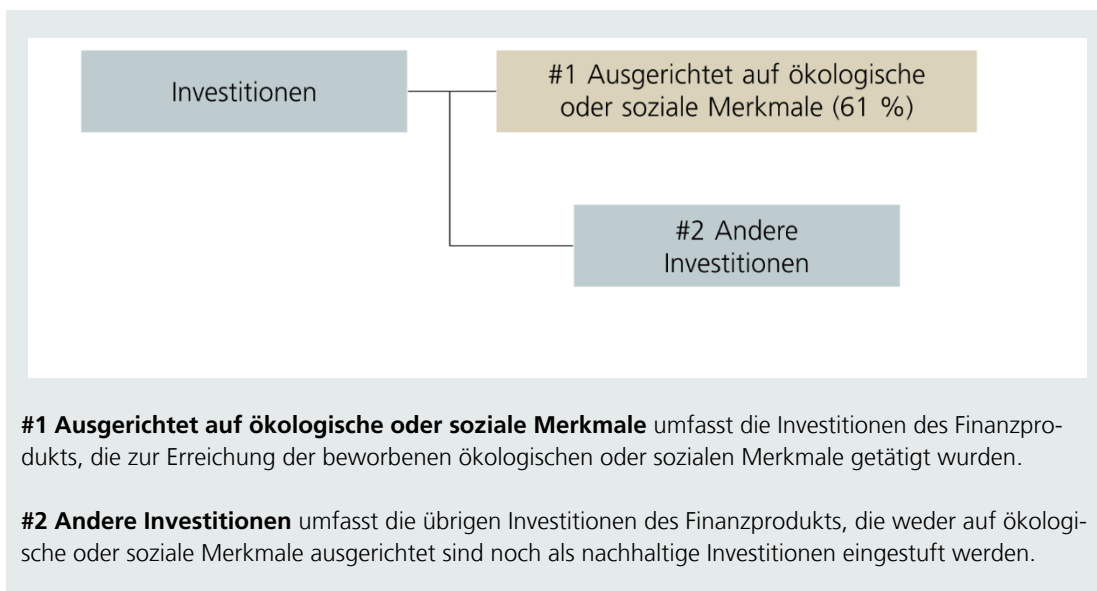 Investitionen
#1 Ausgerichtet auf ökologische
oder soziale Merkmale (61 %)
#2 Andere
Investitionen
#1 Ausgerichtet auf ökologische oder soziale Merkmale umfasst die Investitionen des Finanzpro-
dukts, die zur Erreichung der beworbenen ökologischen oder sozialen Merkmale getätigt wurden.
#2 Andere Investitionen umfasst die übrigen Investitionen des Finanzprodukts, die weder auf ökologi-
sche oder soziale Merkmale ausgerichtet sind noch als nachhaltige Investitionen eingestuft werden.